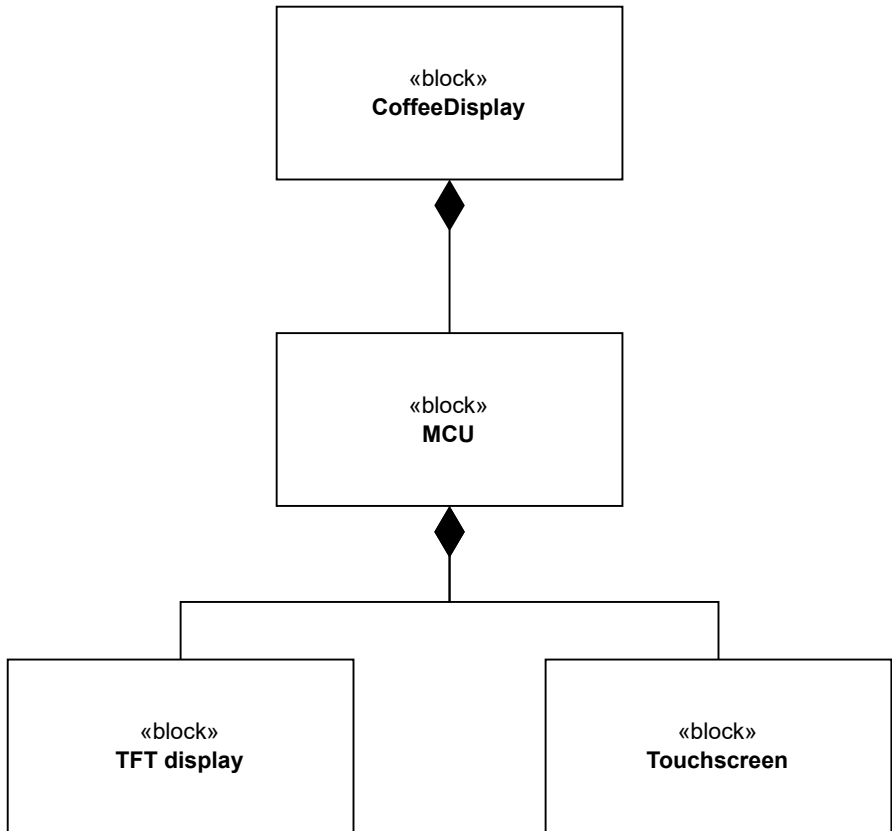 «block»
CoffeeDisplay
«block»
MCU
«block»
TFT display
«block»
Touchscreen